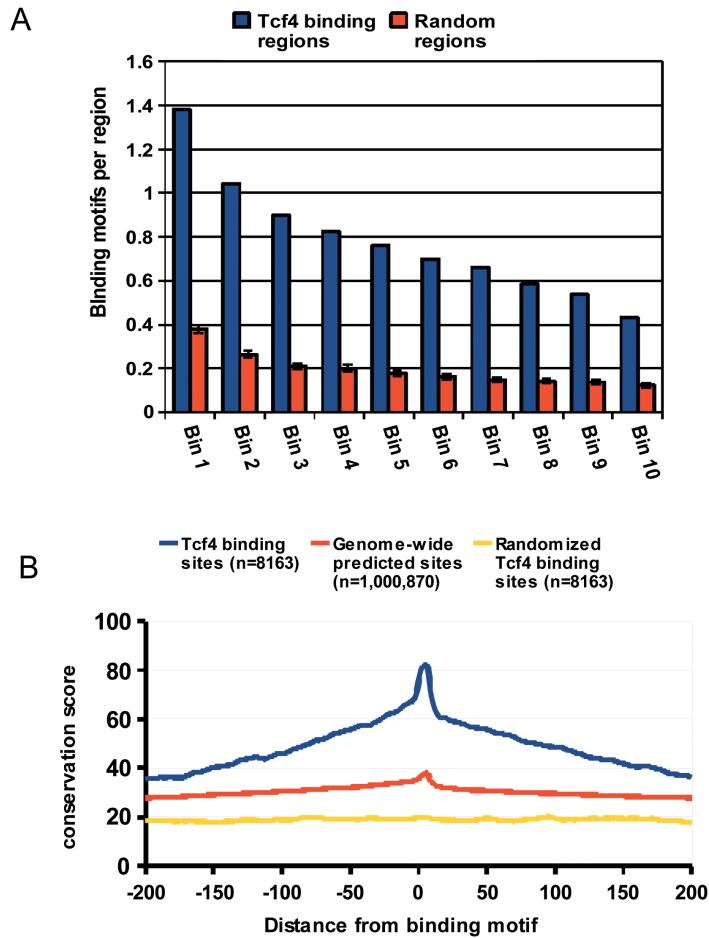 A
Tcf4 binding regions
Random regions
BInding motifs per region
1.6
1.4
1.2
1
0.8
0.6
0.4
0.2
0
Bin 1
Bin 2
Bin 3
Bin 4
Bin 5
Bin 6
Bin 7
Bin 8
Bin 9
Bin 10
B
Tcf4 binding
sites (n=8163)
Genome-wide
predicted sites
(n=1,000,870)
Randomized
Tcf4 binding
sites (n=8163)
conservation score
100
80
60
40
20
0
-200
-150
-100
-50
0
50
100
150
200
Distance from binding motif